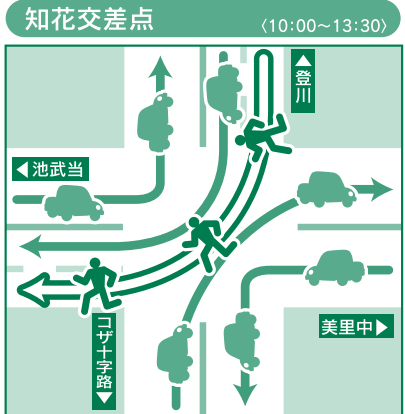 知花交差点
〈10:00～13:30〉
▲登川
◀池武当
美里中▶
コザ十字路▼